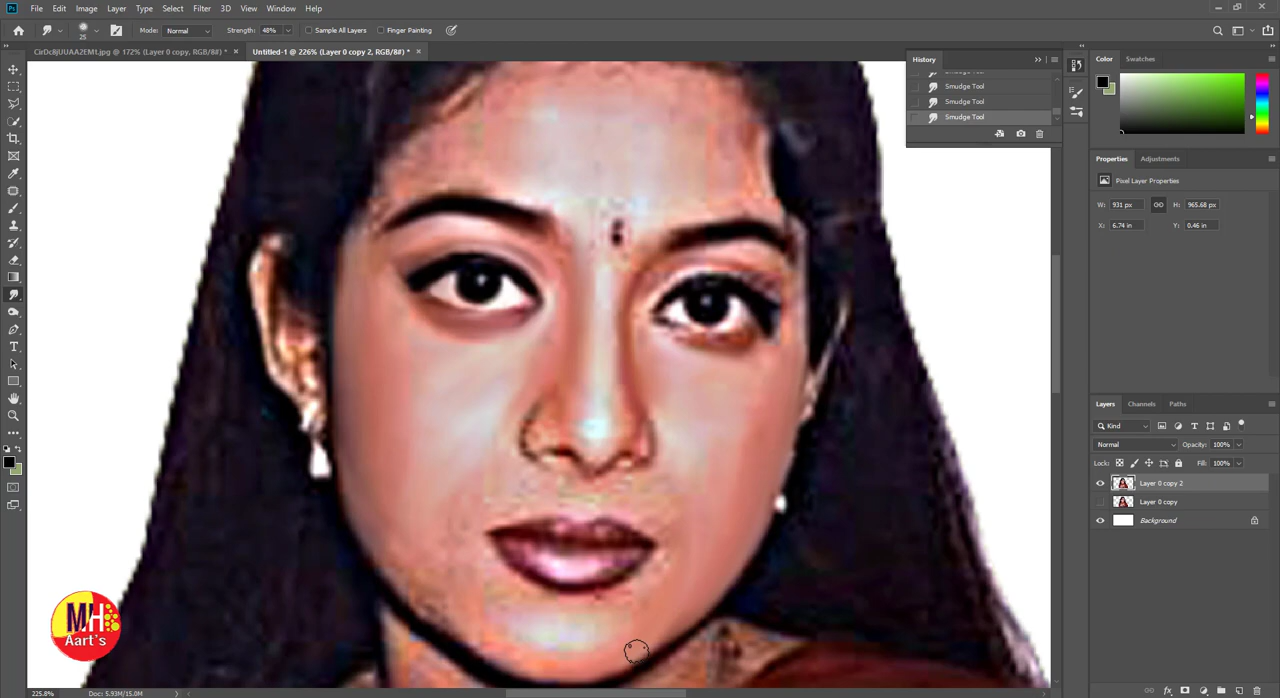 File Edit Image Layer Type Select Filter 3D View Window Help
25 Mode: Normal Strength: 48% Sample All Layers Finger Painting
CirDc8jUUAA2EMt.jpg @ 172% (Layer 0 copy, RGB/8#) * × Untitled-1 @ 226% (Layer 0 copy 2, RGB/8#) * ×
History
Smudge Tool
Smudge Tool
Smudge Tool
Smudge Tool
Color Swatches
Properties Adjustments
Pixel Layer Properties
W: 931 px H: 965.68 px
X: 6.74 in Y: 0.46 in
Layers Channels Paths
Kind
Normal Opacity: 100%
Lock: Fill: 100%
Layer 0 copy 2
Layer 0 copy
Background
MH
Aart's
225.8% Doc: 5.93M/15.0M